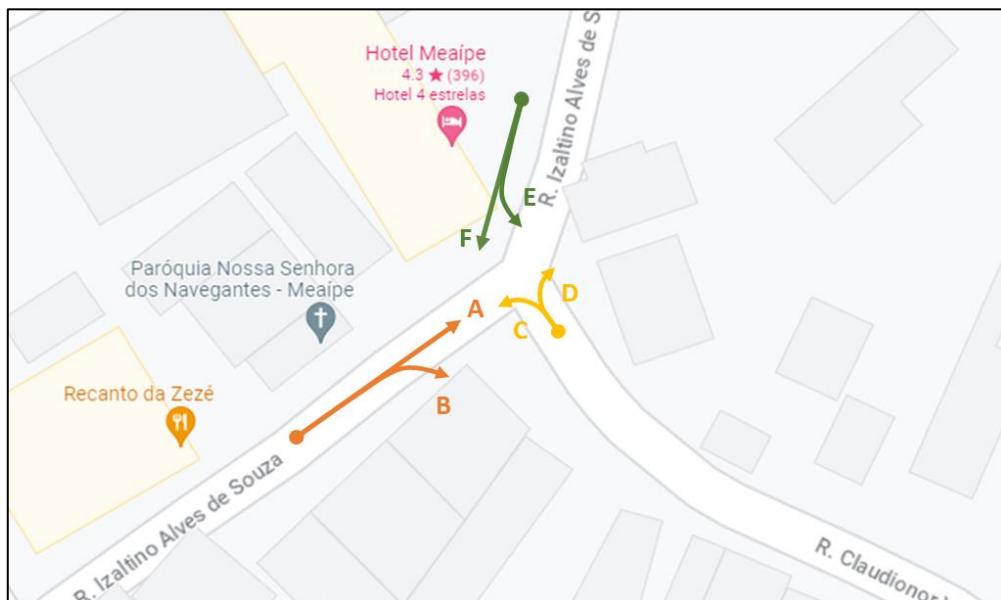 Hotel Meaípe
4.3 ★ (396)
Hotel 4 estrelas
R. Izaltino Alves de S
E
F
Paróquia Nossa Senhora
dos Navegantes - Meaípe
D
A
C
Recanto da Zezé
B
R. Izaltino Alves de Souza
R. Claudionor